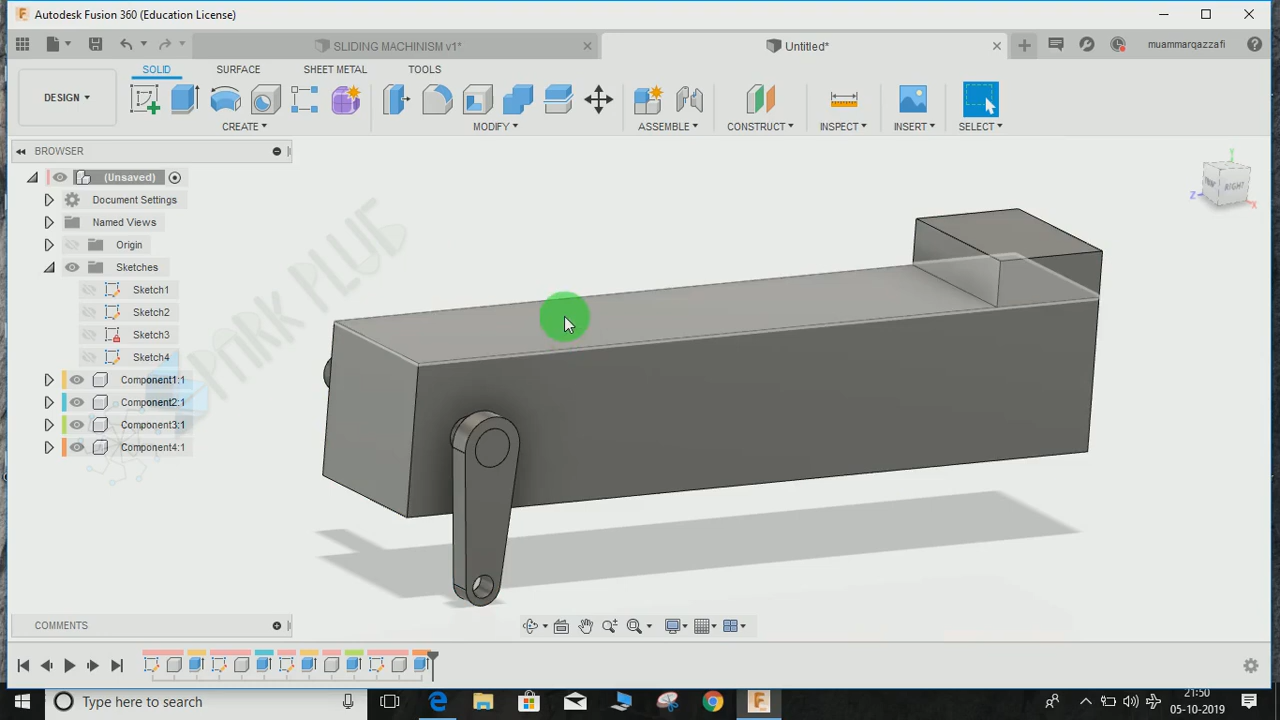 Autodesk Fusion 360 (Education License)
SLIDING MACHINISM v1*
Untitled*
muammarqazzafi
SOLID
SURFACE
SHEET METAL
TOOLS
DESIGN
CREATE
MODIFY
ASSEMBLE
CONSTRUCT
INSPECT
INSERT
SELECT
BROWSER
(Unsaved)
Document Settings
Named Views
Origin
Sketches
Sketch1
Sketch2
Sketch3
Sketch4
Component1:1
Component2:1
Component3:1
Component4:1
SPARK PLUG
RIGHT
Y
Z
X
COMMENTS
Type here to search
21:50
05-10-2019